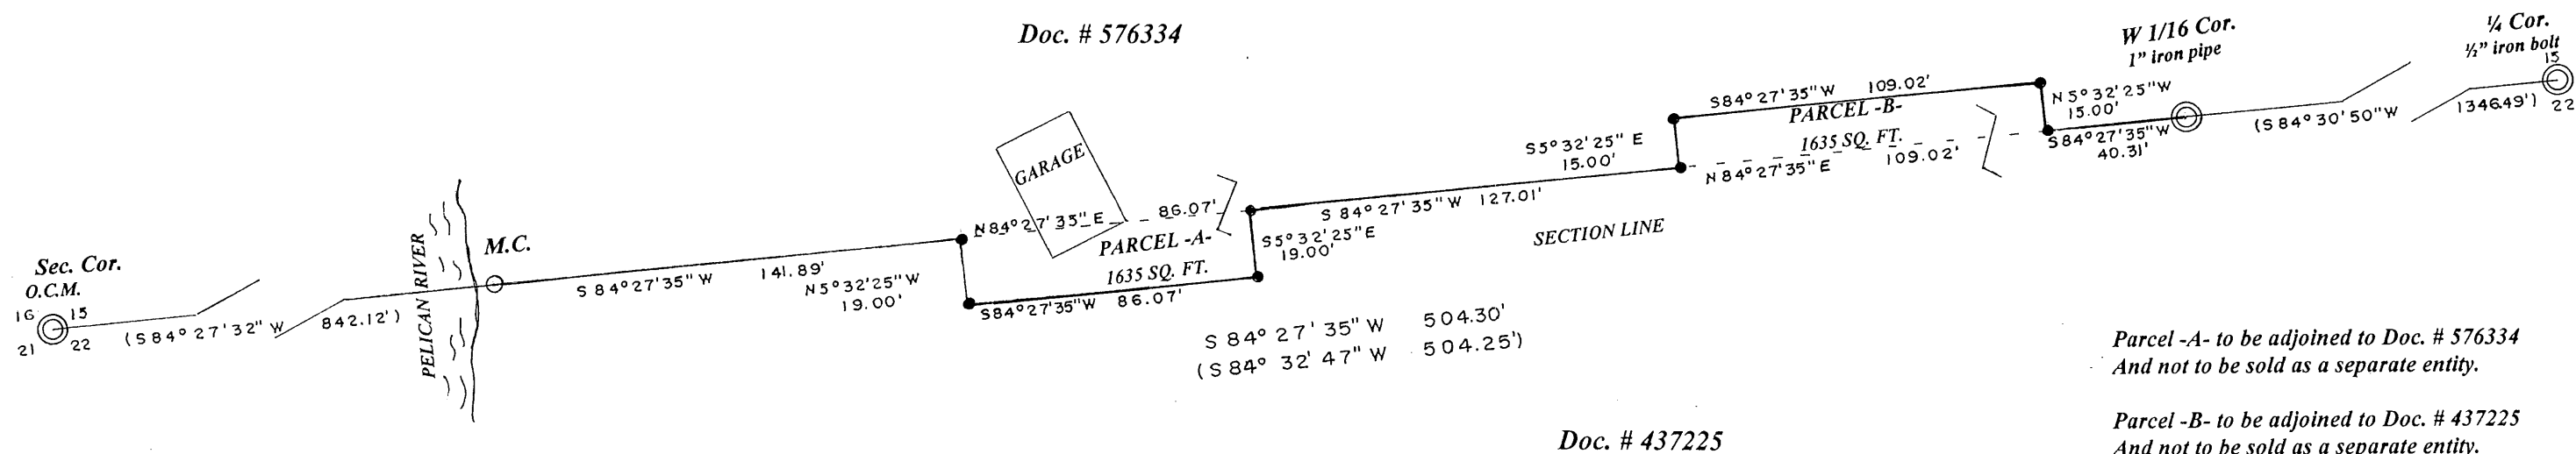 Doc. # 576334
W 1/16 Cor.
1" iron pipe
¼ Cor.
½" iron bolt
15
22
S84°27'35"W 109.02'
PARCEL -B-
1635 SQ. FT.
N84°27'35"E 109.02'
N5°32'25"W
15.00'
S84°27'35"W
40.31'
(S84°30'50"W 1346.49')
S5°32'25"E
15.00'
GARAGE
N84°27'35"E 86.07'
PARCEL -A-
1635 SQ. FT.
S84°27'35"W 86.07'
S5°32'25"E
19.00'
S84°27'35"W 127.01'
SECTION LINE
PELICAN RIVER
M.C.
S84°27'35"W 141.89'
N5°32'25"W
19.00'
Sec. Cor.
O.C.M.
16 15
21 22
(S84°27'32"W 842.12')
S 84° 27' 35" W 504.30'
(S 84° 32' 47" W 504.25')
Doc. # 437225
Parcel -A- to be adjoined to Doc. # 576334
And not to be sold as a separate entity.
Parcel -B- to be adjoined to Doc. # 437225
And not to be sold as a separate entity.